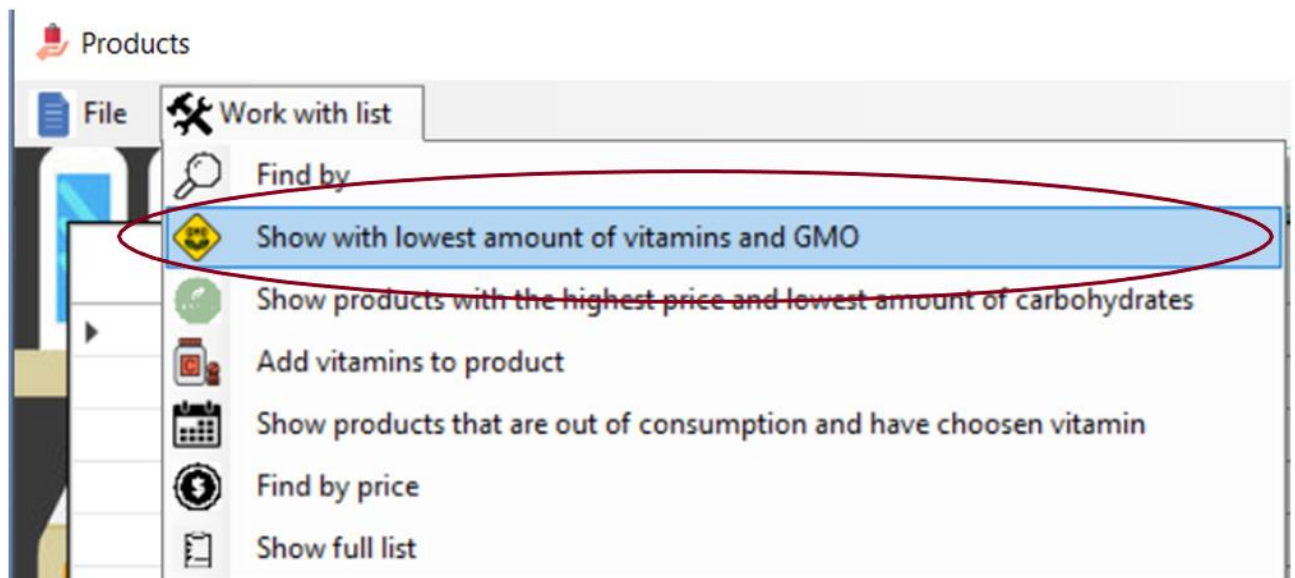 Products
File Work with list
Find by
Show with lowest amount of vitamins and GMO
Show products with the highest price and lowest amount of carbohydrates
Add vitamins to product
Show products that are out of consumption and have choosen vitamin
Find by price
Show full list